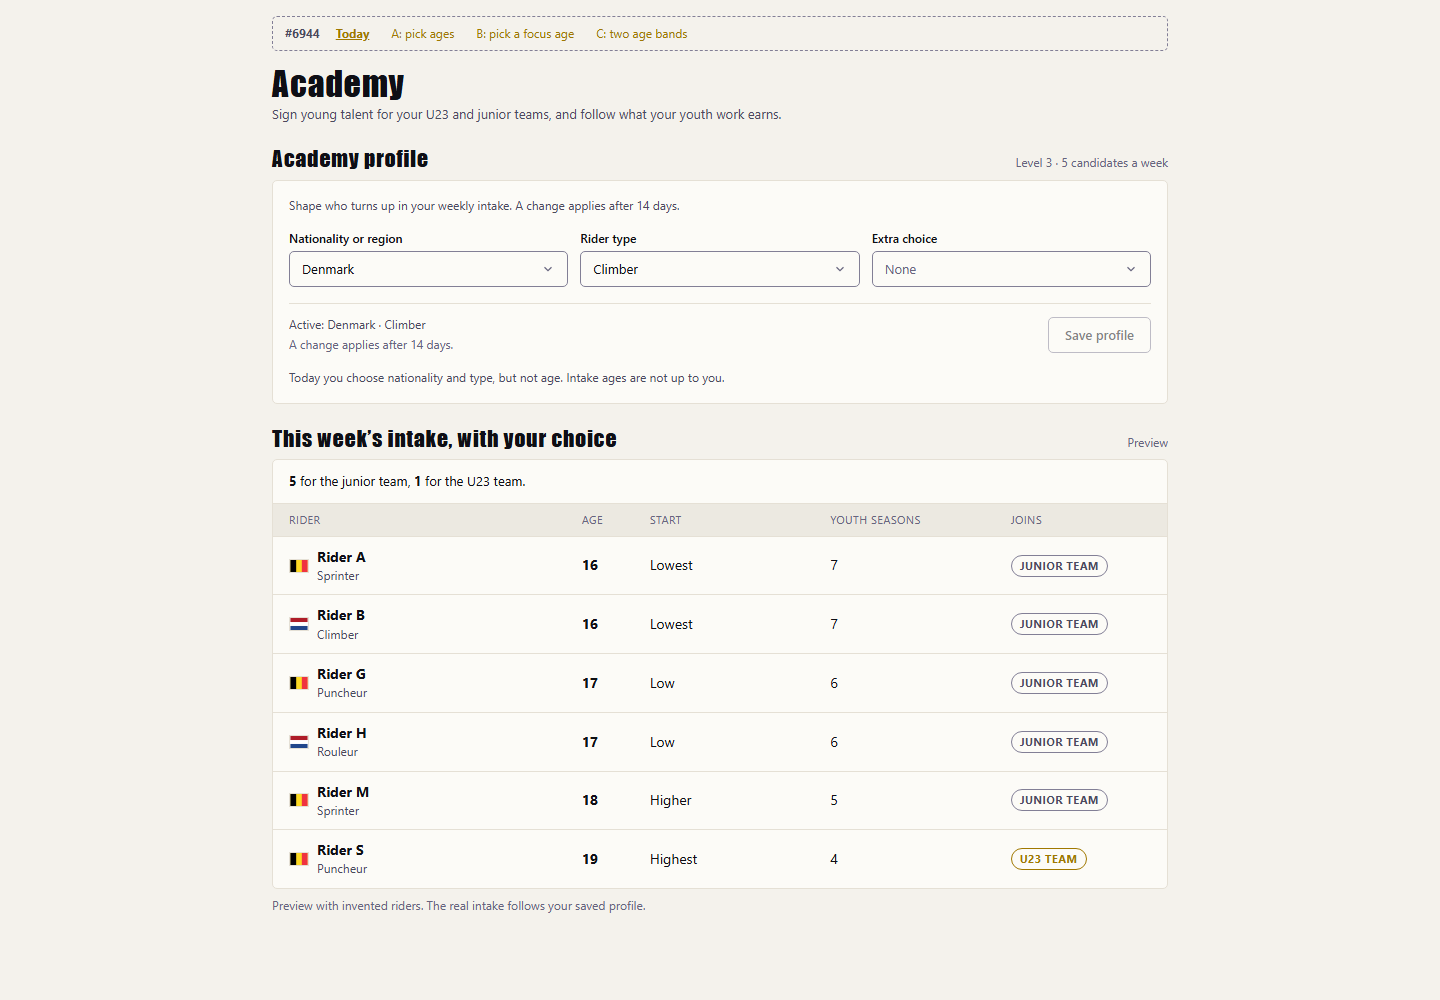 #6944 Today A: pick ages B: pick a focus age C: two age bands
Academy
Sign young talent for your U23 and junior teams, and follow what your youth work earns.
Academy profile
Level 3 · 5 candidates a week
Shape who turns up in your weekly intake. A change applies after 14 days.
Nationality or region Rider type Extra choice
Denmark Climber None
Active: Denmark · Climber
A change applies after 14 days.
Save profile
Today you choose nationality and type, but not age. Intake ages are not up to you.
This week’s intake, with your choice
Preview
5 for the junior team, 1 for the U23 team.
RIDER AGE START YOUTH SEASONS JOINS
Rider A
Sprinter
16 Lowest 7 JUNIOR TEAM
Rider B
Climber
16 Lowest 7 JUNIOR TEAM
Rider G
Puncheur
17 Low 6 JUNIOR TEAM
Rider H
Rouleur
17 Low 6 JUNIOR TEAM
Rider M
Sprinter
18 Higher 5 JUNIOR TEAM
Rider S
Puncheur
19 Highest 4 U23 TEAM
Preview with invented riders. The real intake follows your saved profile.